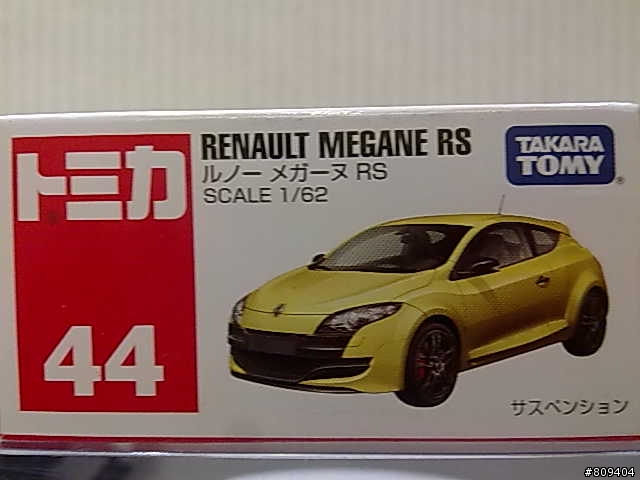 トミカ
44
RENAULT MEGANE RS
ルノー メガーヌ RS
SCALE 1/62
TAKARA
TOMY
サスペンション
#809404